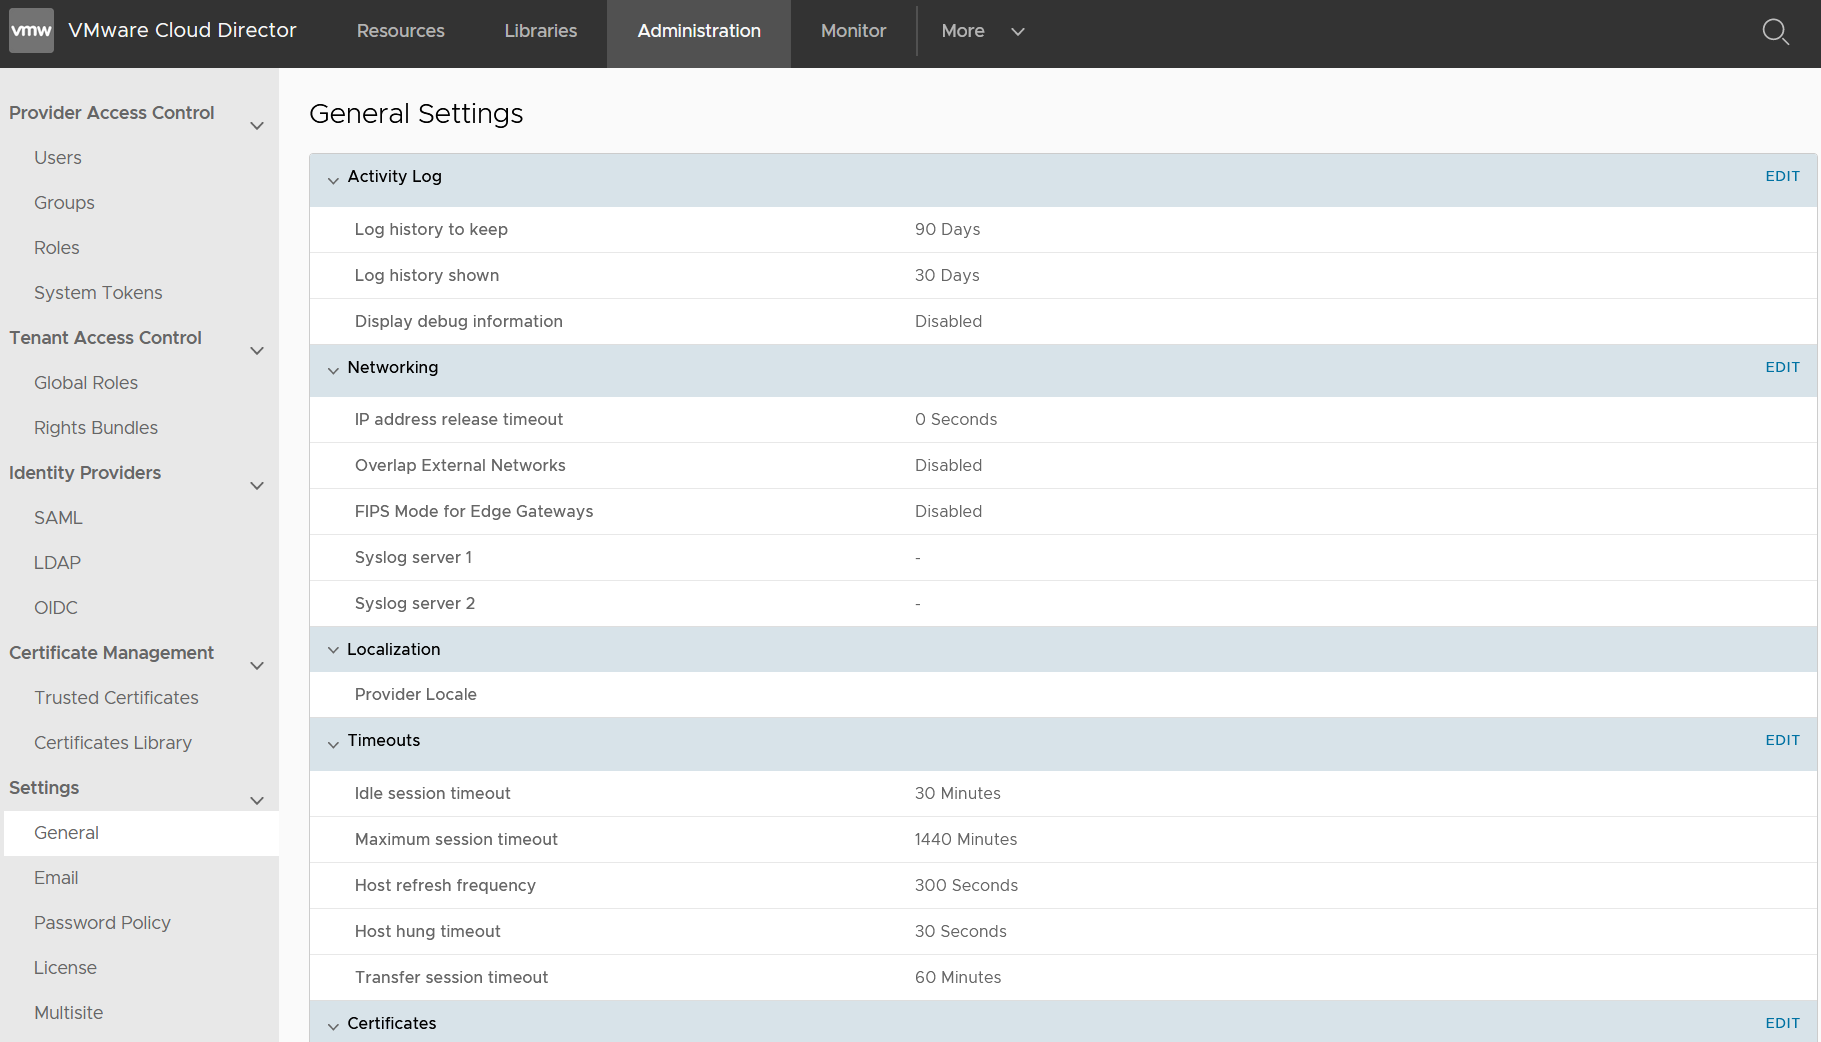 vmw VMware Cloud Director Resources Libraries Administration Monitor More
Provider Access Control
Users
Groups
Roles
System Tokens
Tenant Access Control
Global Roles
Rights Bundles
Identity Providers
SAML
LDAP
OIDC
Certificate Management
Trusted Certificates
Certificates Library
Settings
General
Email
Password Policy
License
Multisite
General Settings
Activity Log EDIT
Log history to keep 90 Days
Log history shown 30 Days
Display debug information Disabled
Networking EDIT
IP address release timeout 0 Seconds
Overlap External Networks Disabled
FIPS Mode for Edge Gateways Disabled
Syslog server 1 -
Syslog server 2 -
Localization
Provider Locale
Timeouts EDIT
Idle session timeout 30 Minutes
Maximum session timeout 1440 Minutes
Host refresh frequency 300 Seconds
Host hung timeout 30 Seconds
Transfer session timeout 60 Minutes
Certificates EDIT